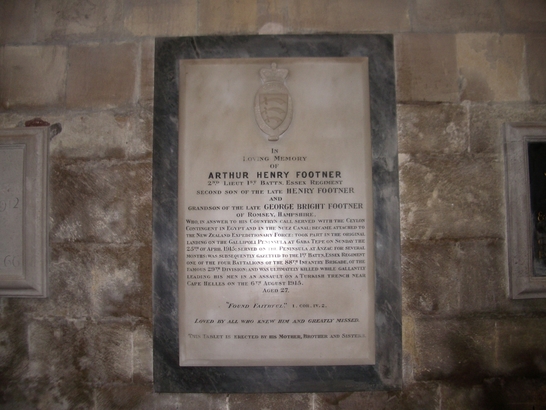 IN
LOVING MEMORY
OF
ARTHUR HENRY FOOTNER
2ND LIEUT 1ST BATTN. ESSEX REGIMENT
SECOND SON OF THE LATE HENRY FOOTNER
AND
GRANDSON OF THE LATE GEORGE BRIGHT FOOTNER
OF ROMSEY, HAMPSHIRE.
WHO, IN ANSWER TO HIS COUNTRY'S CALL SERVED WITH THE CEYLON
CONTINGENT IN EGYPT AND IN THE SUEZ CANAL; BECAME ATTACHED TO
THE NEW ZEALAND EXPEDITIONARY FORCE; TOOK PART IN THE ORIGINAL
LANDING ON THE GALLIPOLI PENINSULA AT GABA TEPE, ON SUNDAY THE
25TH OF APRIL 1915; SERVED ON THE PENINSULA AT ANZAC FOR SEVERAL
MONTHS; WAS SUBSEQUENTLY GAZETTED TO THE 1ST BATTN. ESSEX REGIMENT
ONE OF THE FOUR BATTALIONS OF THE 88TH INFANTRY BRIGADE, OF THE
FAMOUS 29TH DIVISION; AND WAS ULTIMATELY KILLED WHILE GALLANTLY
LEADING HIS MEN IN AN ASSAULT ON A TURKISH TRENCH NEAR
CAPE HELLES ON THE 6TH AUGUST 1915.
AGED 27.
"FOUND FAITHFUL." I. COR. IV. 2.
LOVED BY ALL WHO KNEW HIM AND GREATLY MISSED.
THIS TABLET IS ERECTED BY HIS MOTHER, BROTHER AND SISTERS.